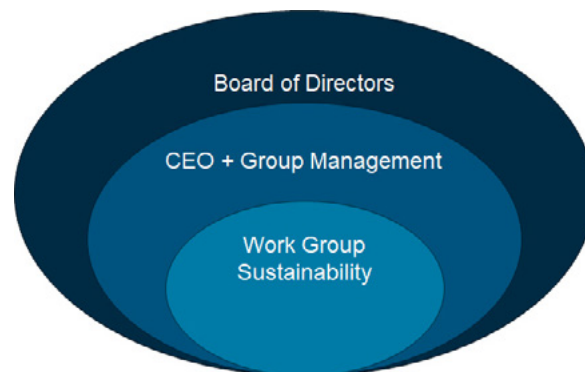 Board of Directors
CEO + Group Management
Work Group
Sustainability